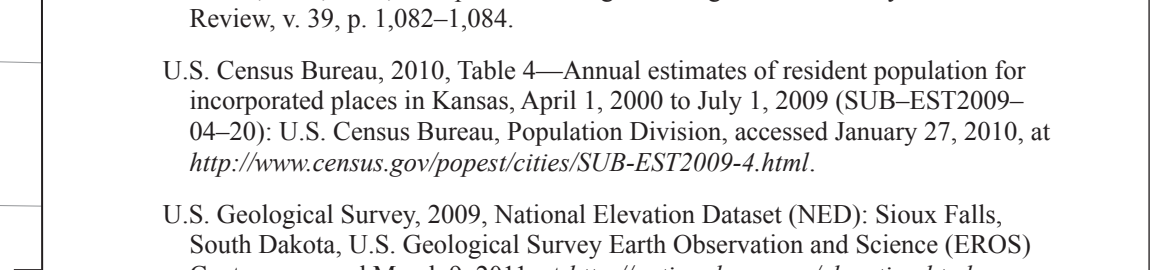 Review, v. 39, p. 1,082–1,084.
U.S. Census Bureau, 2010, Table 4—Annual estimates of resident population for
incorporated places in Kansas, April 1, 2000 to July 1, 2009 (SUB–EST2009–
04–20): U.S. Census Bureau, Population Division, accessed January 27, 2010, at
http://www.census.gov/popest/cities/SUB-EST2009-4.html.
U.S. Geological Survey, 2009, National Elevation Dataset (NED): Sioux Falls,
South Dakota, U.S. Geological Survey Earth Observation and Science (EROS)